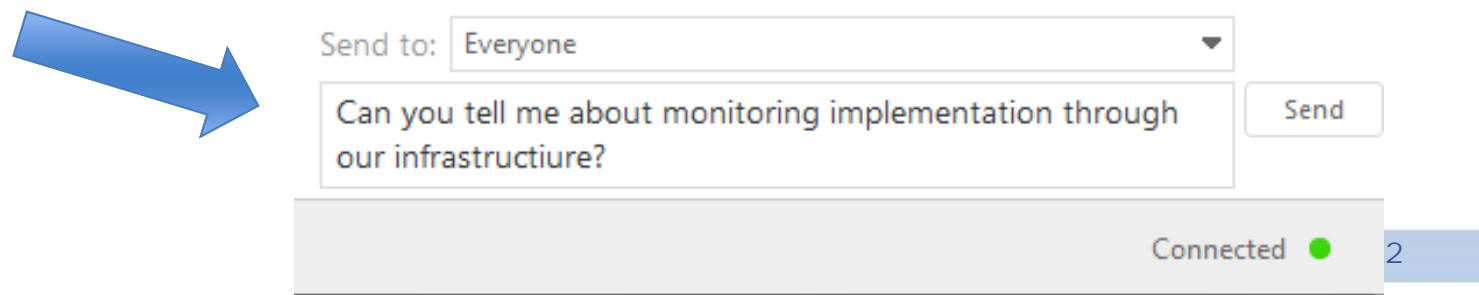 Send to: Everyone
Can you tell me about monitoring implementation through
our infrastructiure?
Send
Connected
2